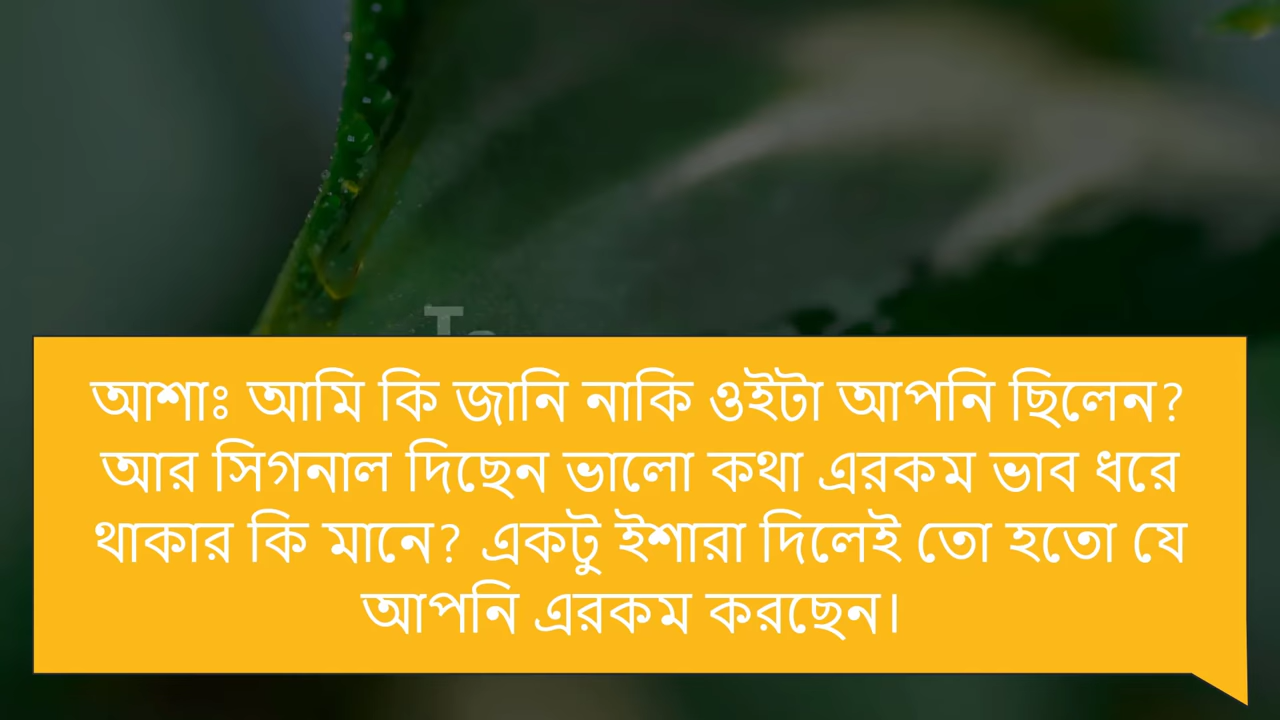 আশাঃ আমি কি জানি নাকি ওইটা আপনি ছিলেন?
আর সিগনাল দিছেন ভালো কথা এরকম ভাব ধরে
থাকার কি মানে? একটু ইশারা দিলেই তো হতো যে
আপনি এরকম করছেন।